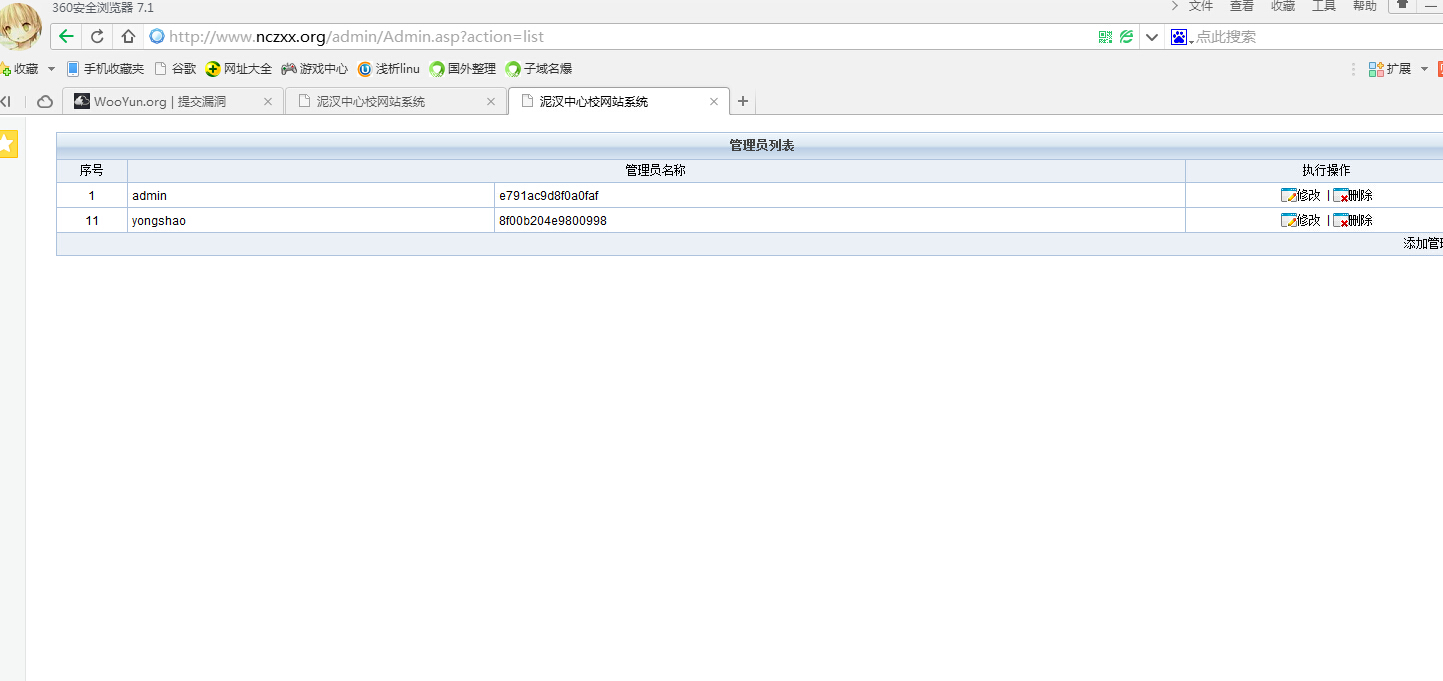 360安全浏览器 7.1
文件 查看 收藏 工具 帮助
http://www.nczxx.org/admin/Admin.asp?action=list
点此搜索
收藏 手机收藏夹 谷歌 网址大全 游戏中心 浅析linu 国外整理 子域名爆 扩展
WooYun.org | 提交漏洞 泥汉中心校网站系统 泥汉中心校网站系统
管理员列表
序号 管理员名称 执行操作
1 admin e791ac9d8f0a0faf 修改 | 删除
11 yongshao 8f00b204e9800998 修改 | 删除
添加管理